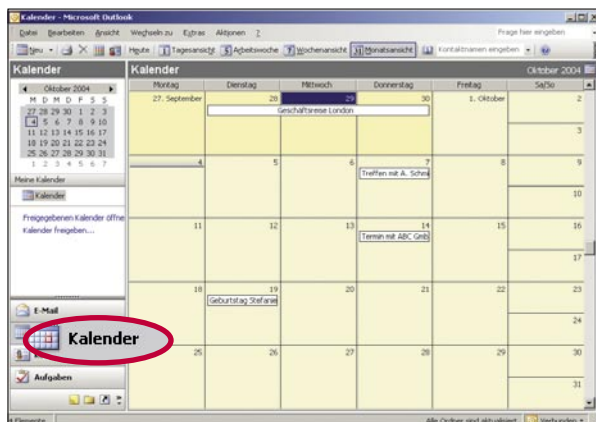 Kalender - Microsoft Outlook
Datei Bearbeiten Ansicht Wechseln zu Extras Aktionen ?
Frage hier eingeben
Neu Heute Tagesansicht Arbeitswoche Wochenansicht Monatsansicht Kontaktnamen eingeben
Kalender
Oktober 2004
M D M D F S S
27 28 29 30 1 2 3
4 5 6 7 8 9 10
11 12 13 14 15 16 17
18 19 20 21 22 23 24
25 26 27 28 29 30 31
1 2 3 4 5 6 7
Meine Kalender
Kalender
Freigegebenen Kalender öffne
Kalender freigeben...
E-Mail
Kalender
Aufgaben
Kalender Oktober 2004
Montag Dienstag Mittwoch Donnerstag Freitag Sa/So
27. September 28 29 30 1. Oktober 2
Geschäftsreise London
3
4 5 6 7 8 9
Treffen mit A. Schmi
10
11 12 13 14 15 16
Termin mit ABC Gmb
17
18 19 20 21 22 23
Geburtstag Stefanie
24
25 26 27 28 29 30
31
Elemente Alle Ordner sind aktualisiert. Verbunden